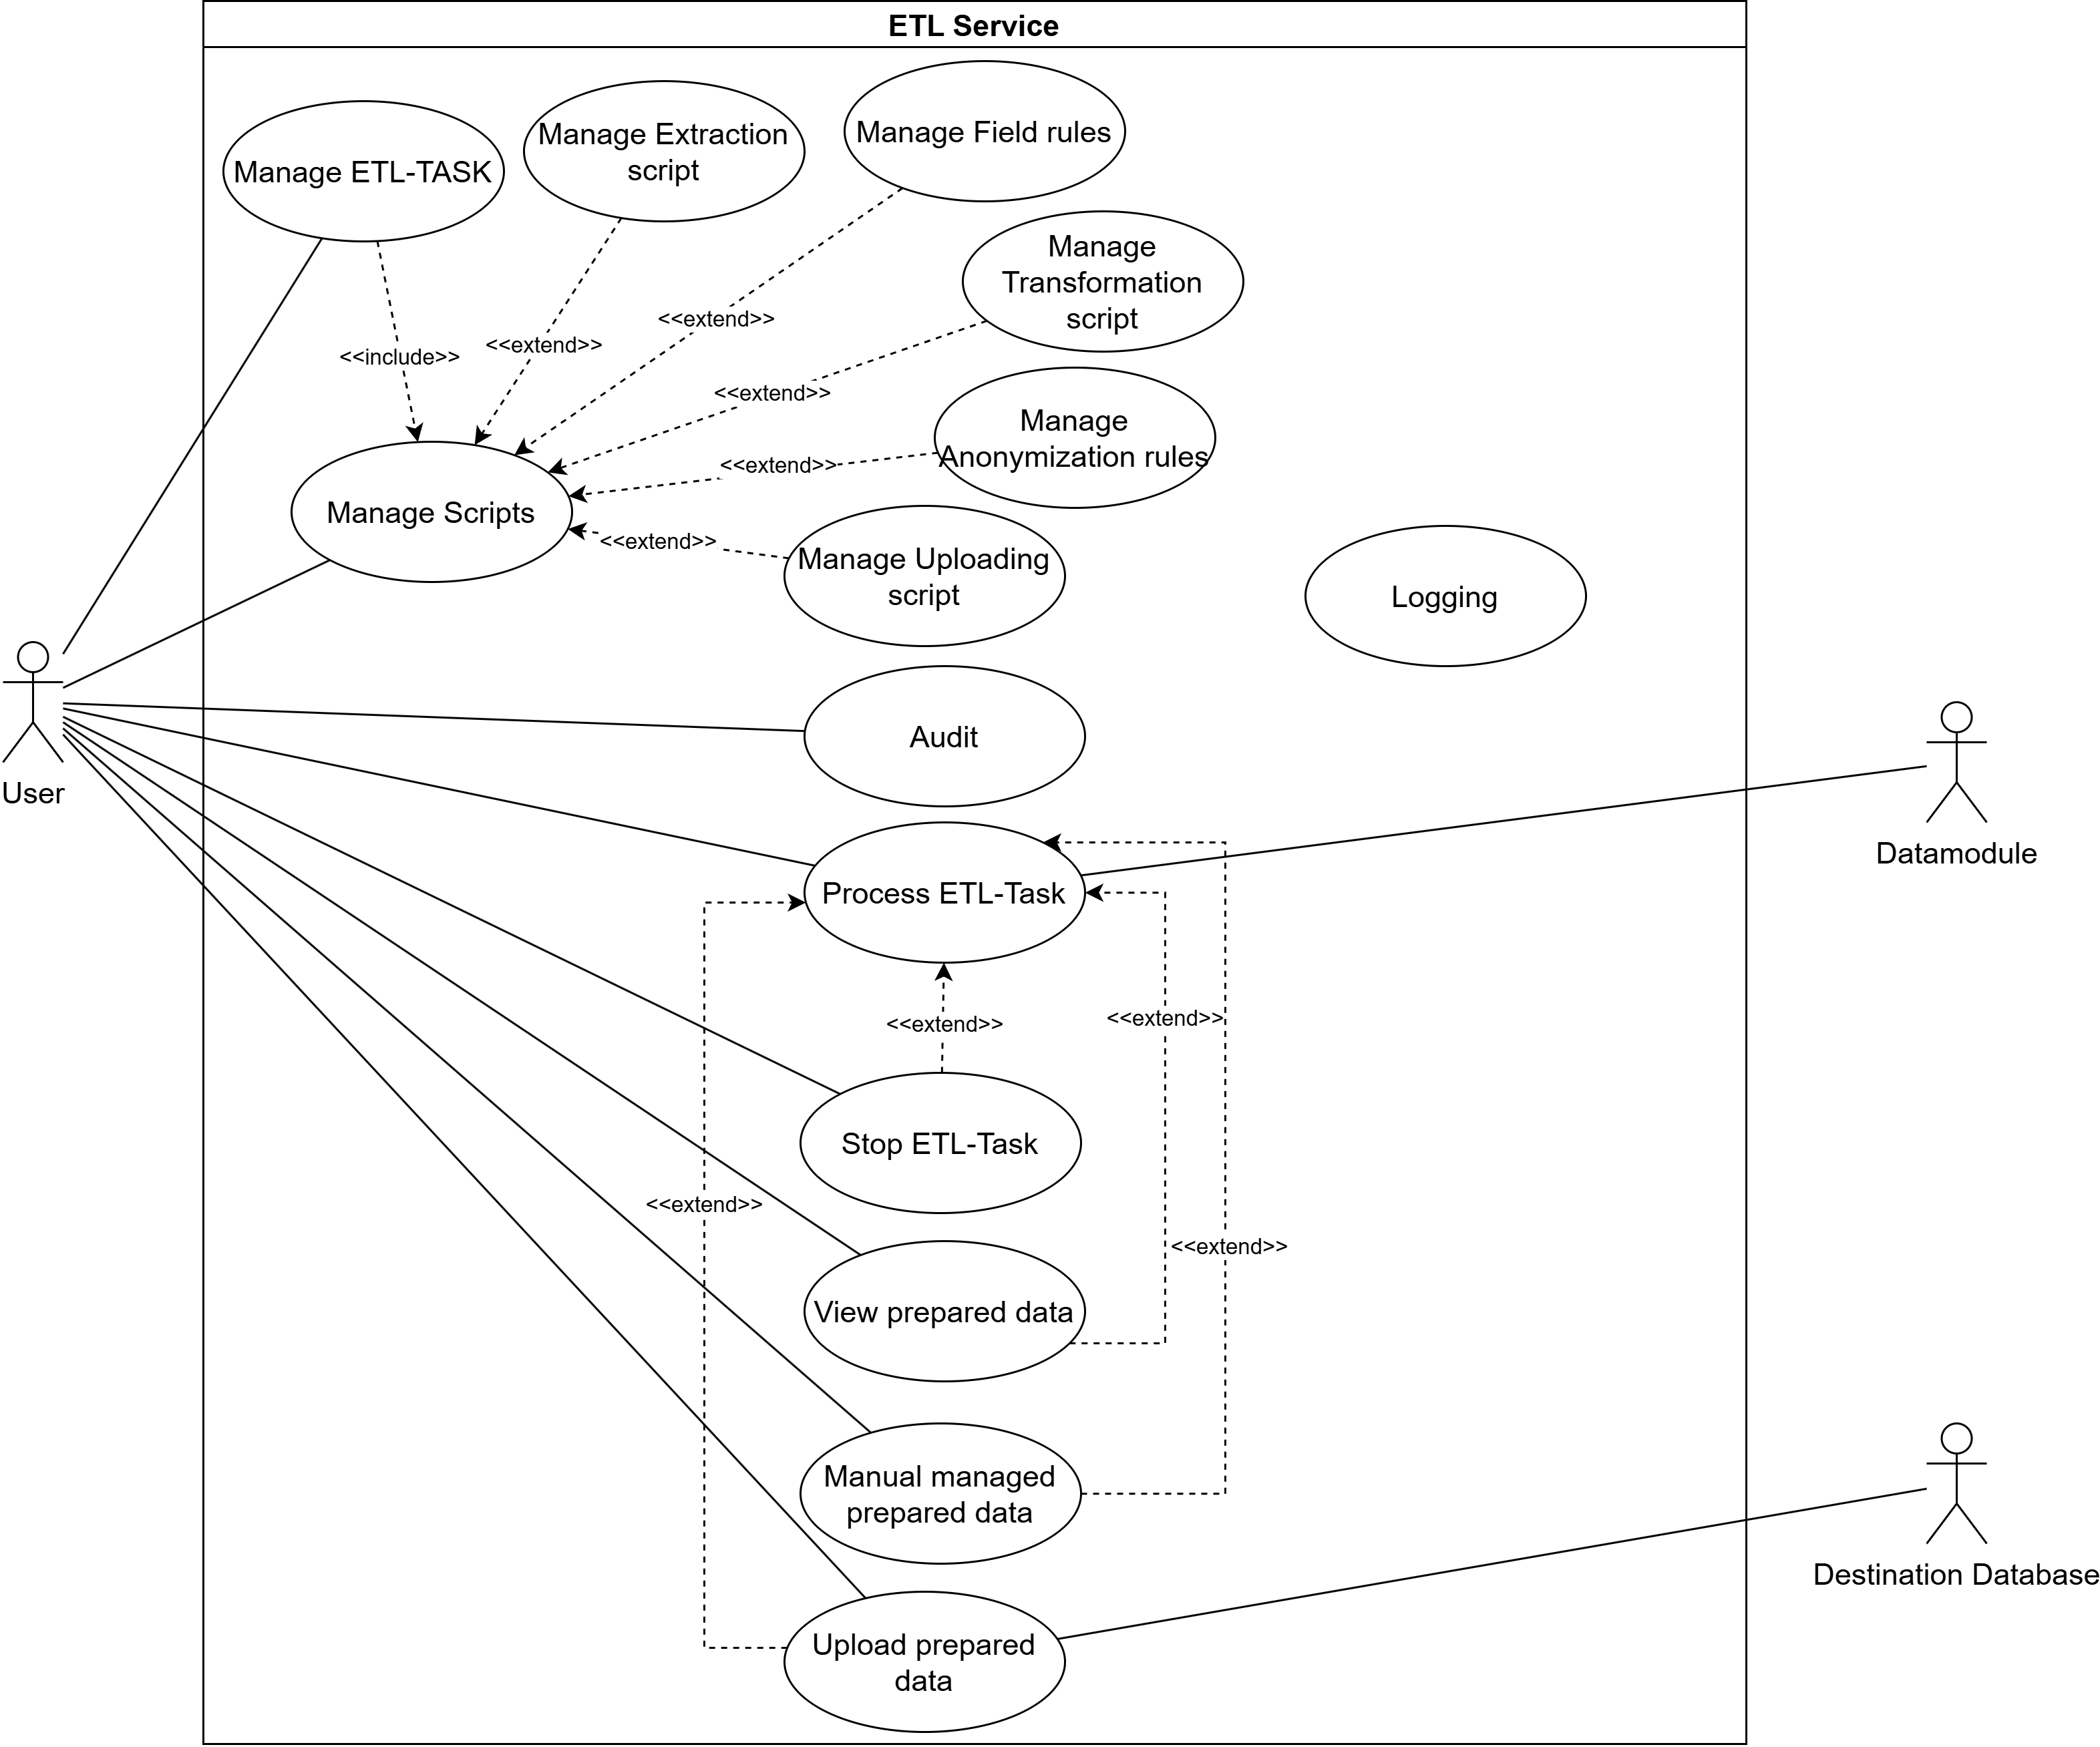 ETL Service
Manage Field rules
Manage Extraction
script
Manage ETL-TASK
Manage
Transformation
script
<<extend>>
<<extend>>
<<include>>
<<extend>>
Manage
Anonymization rules
<<extend>>
Manage Scripts
<<extend>>
Manage Uploading
script
Logging
Audit
User
Datamodule
Process ETL-Task
<<extend>>
<<extend>>
Stop ETL-Task
<<extend>>
<<extend>>
View prepared data
Manual managed
prepared data
Destination Database
Upload prepared
data